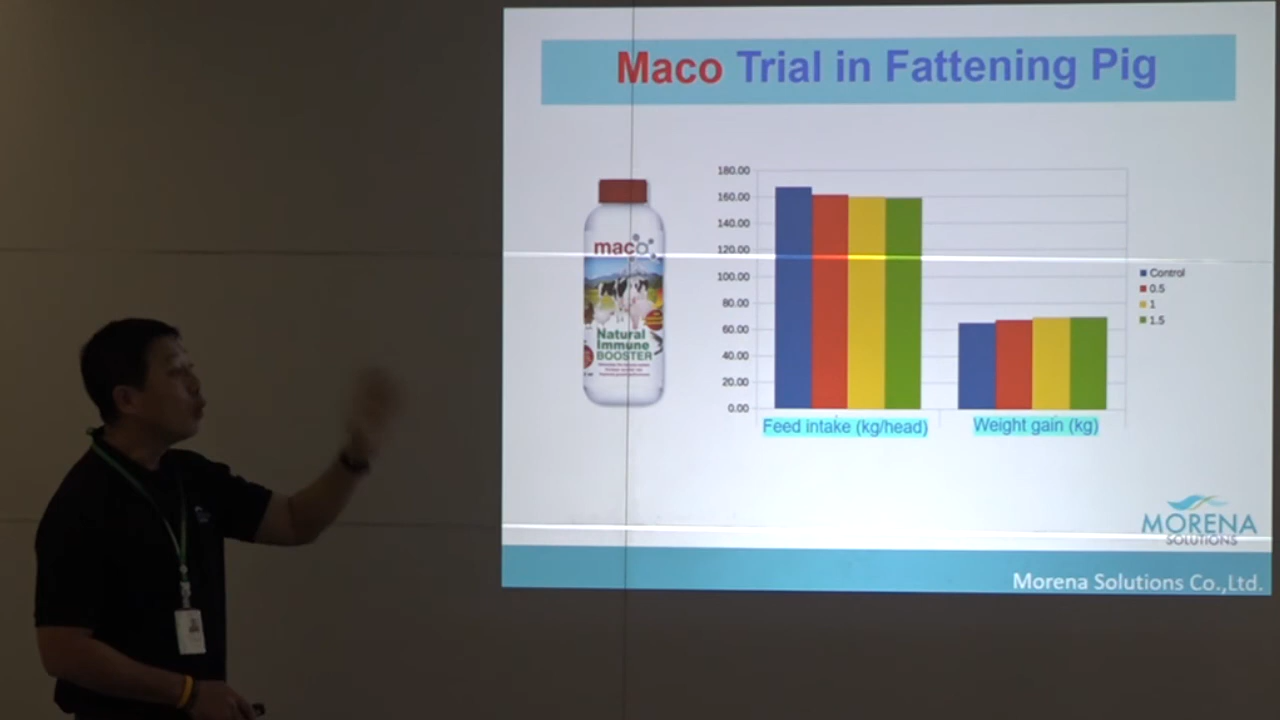 Maco Trial in Fattening Pig
maco
Natural
Immune
BOOSTER
180.00
160.00
140.00
120.00
100.00
80.00
60.00
40.00
20.00
0.00
Feed intake (kg/head)
Weight gain (kg)
Control
0.5
1
1.5
MORENA
SOLUTIONS
Morena Solutions Co.,Ltd.